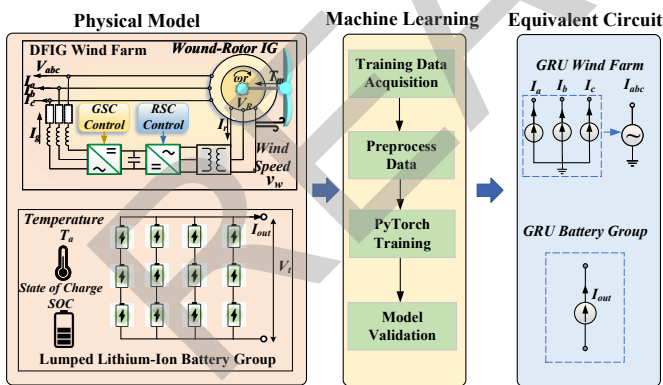 Physical Model
DFIG Wind Farm
Wound-Rotor IG
V_abc
I_a
I_b
I_c
ωr
T_m
V_R
I_g
GSC
Control
RSC
Control
I_r
Wind
Speed
v_w
Temperature
T_a
State of Charge
SOC
I_out
V_t
Lumped Lithium-Ion Battery Group
Machine Learning
Training Data
Acquisition
Preprocess
Data
PyTorch
Training
Model
Validation
Equivalent Circuit
GRU Wind Farm
I_a I_b I_c I_abc
GRU Battery Group
I_out